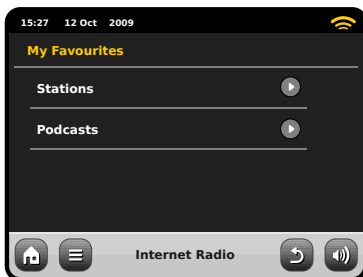 15:27 12 Oct 2009
My Favourites
Stations
Podcasts
Internet Radio